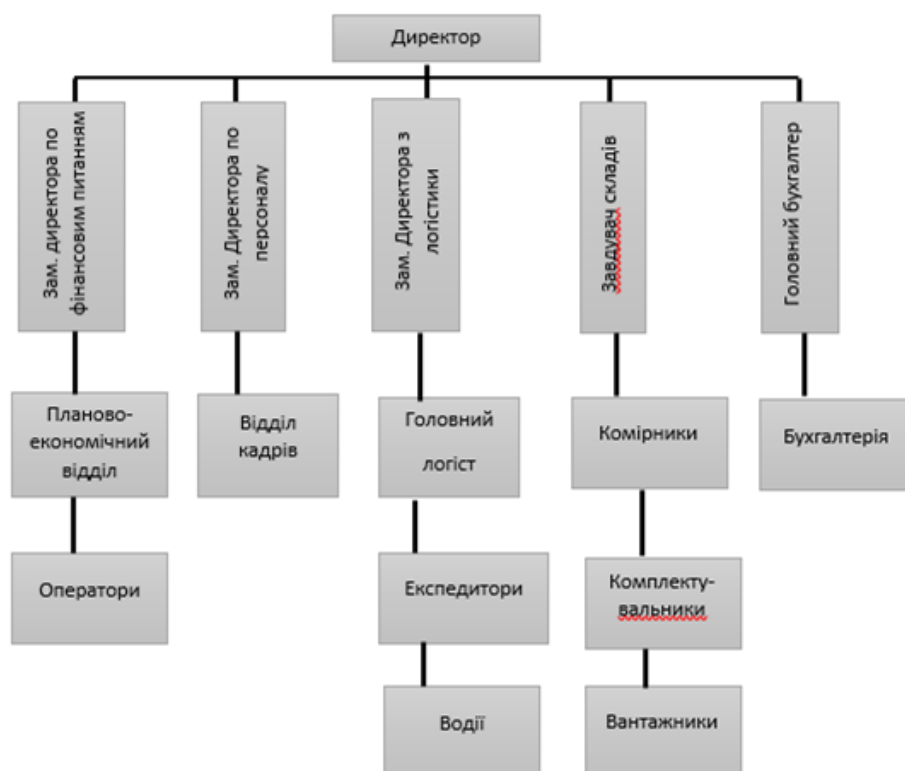 Директор
Зам. директора по
фінансовим питанням
Зам. Директора по
персоналу
Зам. Директора з
логістики
Завдувач складів
Головний бухгалтер
Планово-
економічний
відділ
Відділ
кадрів
Головний
логіст
Комірники
Бухгалтерія
Оператори
Експедитори
Комплекту-
вальники
Водії
Вантажники